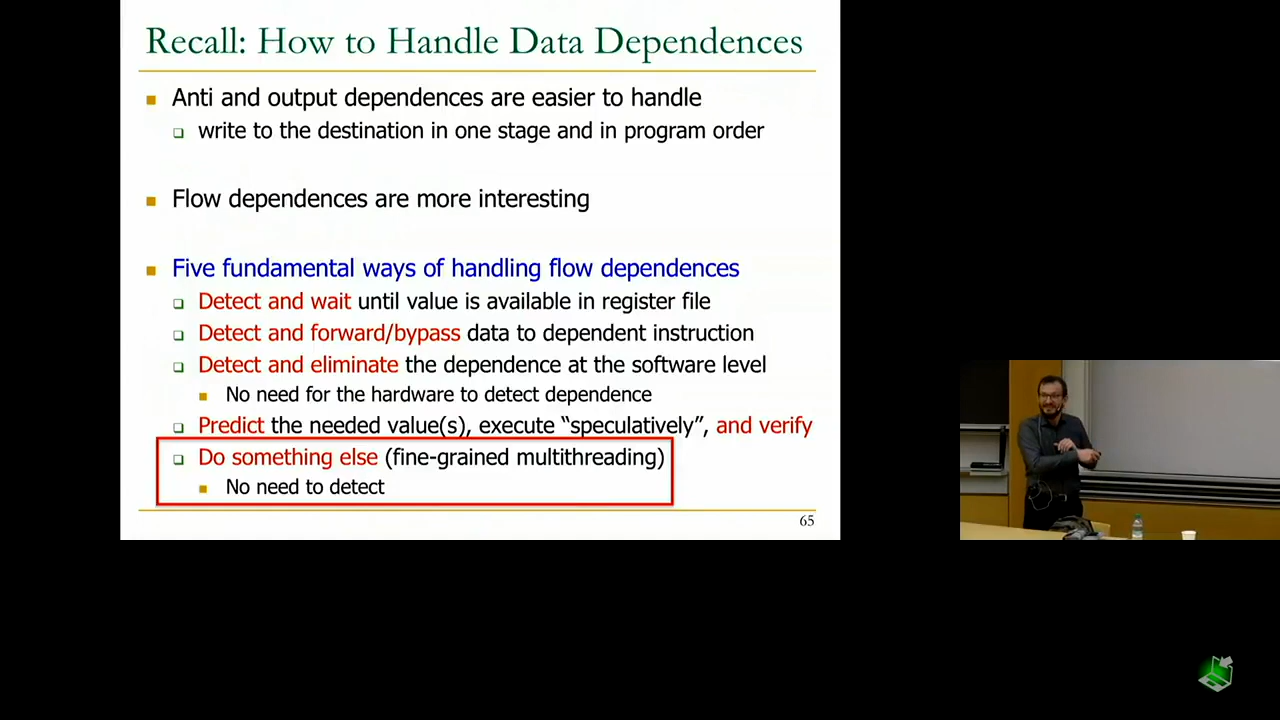 Recall: How to Handle Data Dependences
Anti and output dependences are easier to handle
write to the destination in one stage and in program order
Flow dependences are more interesting
Five fundamental ways of handling flow dependences
Detect and wait until value is available in register file
Detect and forward/bypass data to dependent instruction
Detect and eliminate the dependence at the software level
No need for the hardware to detect dependence
Predict the needed value(s), execute “speculatively”, and verify
Do something else (fine-grained multithreading)
No need to detect
65